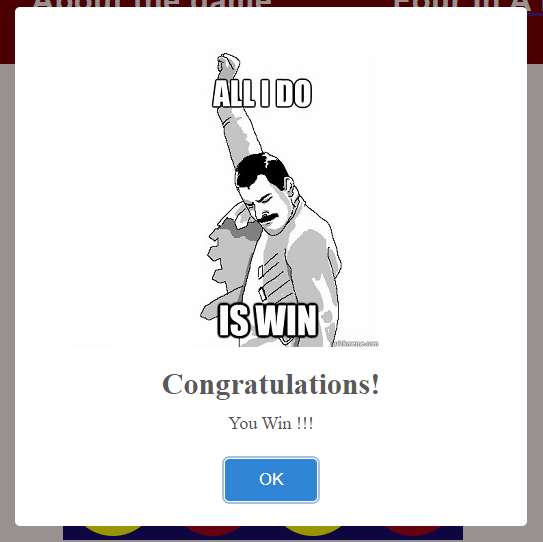 About the game
Four In A
ALL I DO
IS WIN
quickmeme.com
Congratulations!
You Win !!!
OK